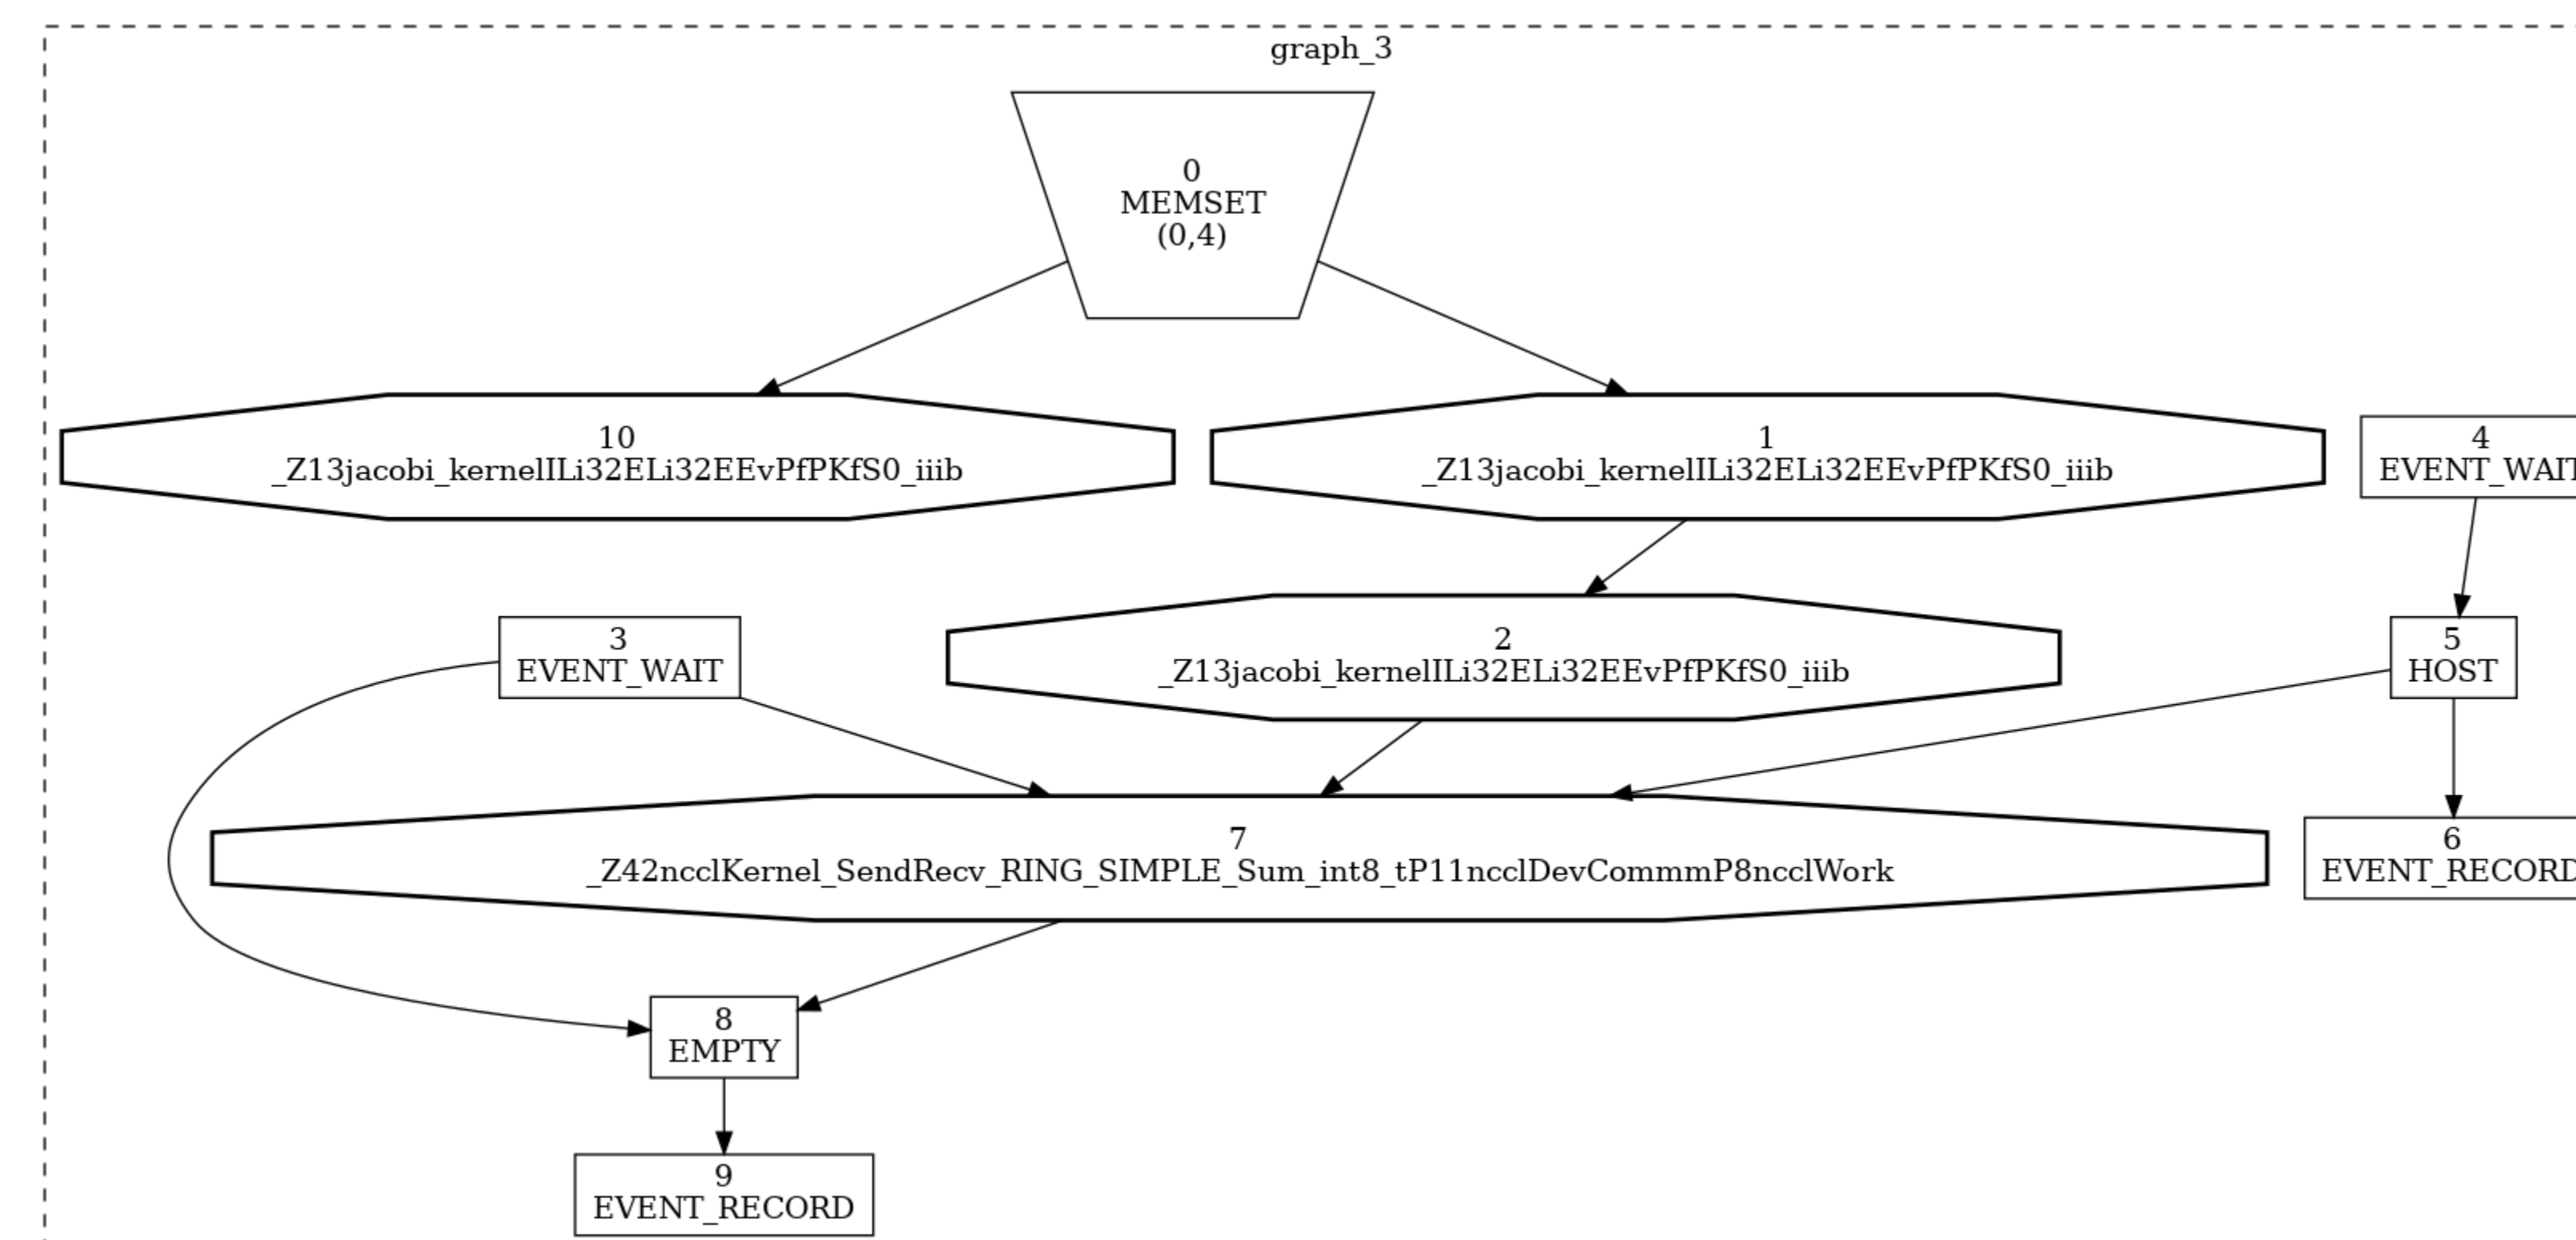 graph_3
0
MEMSET
(0,4)
10
_Z13jacobi_kernelILi32ELi32EEvPfPKfS0_iiib
1
_Z13jacobi_kernelILi32ELi32EEvPfPKfS0_iiib
4
EVENT_WAIT
3
EVENT_WAIT
2
_Z13jacobi_kernelILi32ELi32EEvPfPKfS0_iiib
5
HOST
7
_Z42ncclKernel_SendRecv_RING_SIMPLE_Sum_int8_tP11ncclDevCommmP8ncclWork
6
EVENT_RECORD
8
EMPTY
9
EVENT_RECORD